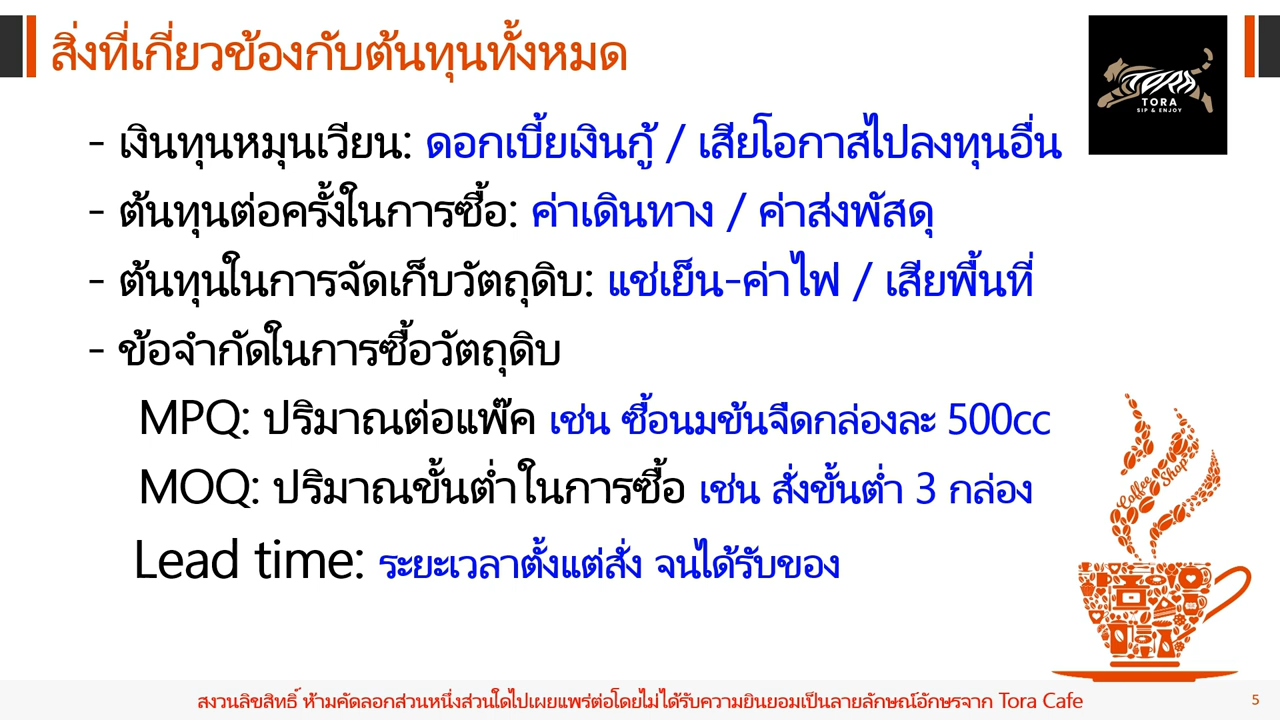 สิ่งที่เกี่ยวข้องกับต้นทุนทั้งหมด
TORA
TORA
SIP & ENJOY
- เงินทุนหมุนเวียน: ดอกเบี้ยเงินกู้ / เสียโอกาสไปลงทุนอื่น
- ต้นทุนต่อครั้งในการซื้อ: ค่าเดินทาง / ค่าส่งพัสดุ
- ต้นทุนในการจัดเก็บวัตถุดิบ: แช่เย็น-ค่าไฟ / เสียพื้นที่
- ข้อจำกัดในการซื้อวัตถุดิบ
MPQ: ปริมาณต่อแพ๊ค เช่น ซื้อนมข้นจืดกล่องละ 500cc
MOQ: ปริมาณขั้นต่ำในการซื้อ เช่น สั่งขั้นต่ำ 3 กล่อง
Lead time: ระยะเวลาตั้งแต่สั่ง จนได้รับของ
Coffee Shop
สงวนลิขสิทธิ์ ห้ามคัดลอกส่วนหนึ่งส่วนใดไปเผยแพร่ต่อโดยไม่ได้รับความยินยอมเป็นลายลักษณ์อักษรจาก Tora Cafe
5